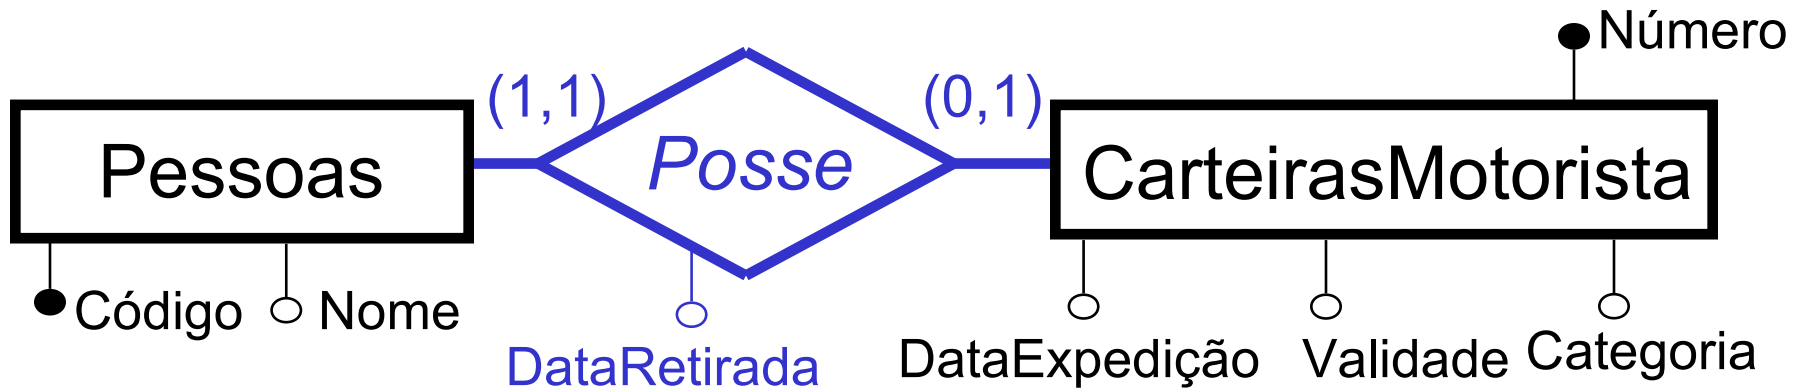 Número
(1,1)
(0,1)
Pessoas
Posse
CarteirasMotorista
Código
Nome
DataRetirada
DataExpedição
Validade
Categoria